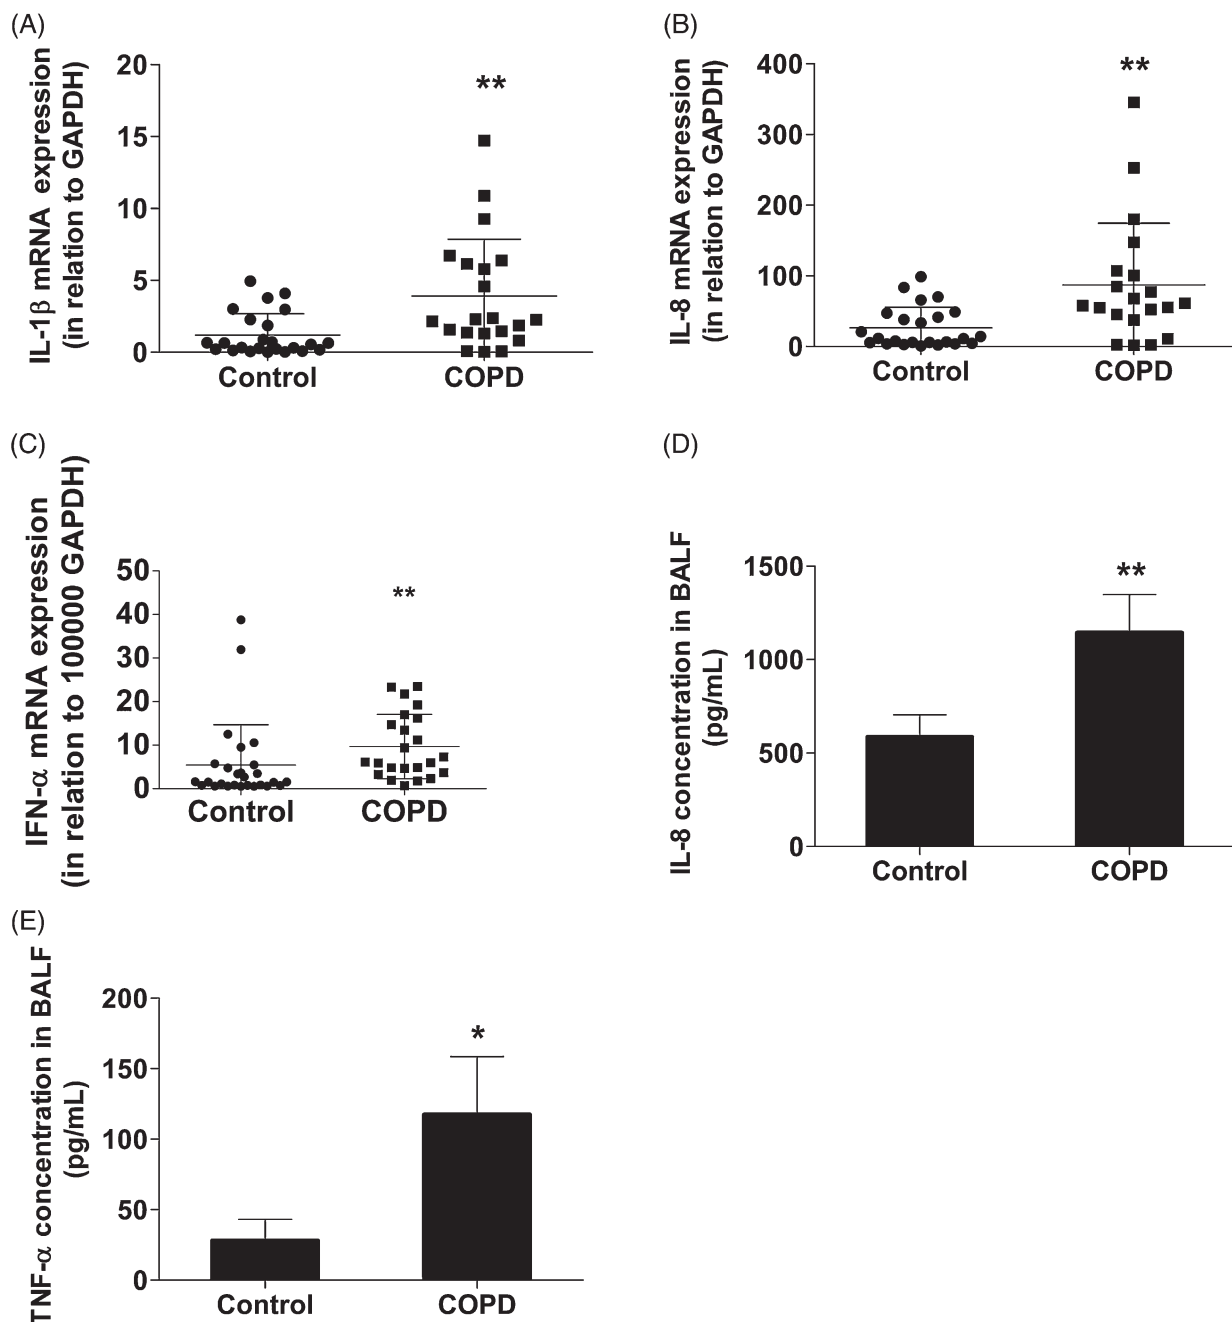 (A)
IL-1β mRNA expression
(in relation to GAPDH)
20
15
10
5
0
**
Control
COPD
(B)
IL-8 mRNA expression
(in relation to GAPDH)
400
300
200
100
0
**
Control
COPD
(C)
IFN-α mRNA expression
(in relation to 100000 GAPDH)
50
40
30
20
10
0
**
Control
COPD
(D)
IL-8 concentration in BALF
(pg/mL)
1500
1000
500
0
**
Control
COPD
(E)
TNF-α concentration in BALF
(pg/mL)
200
150
100
50
0
*
Control
COPD